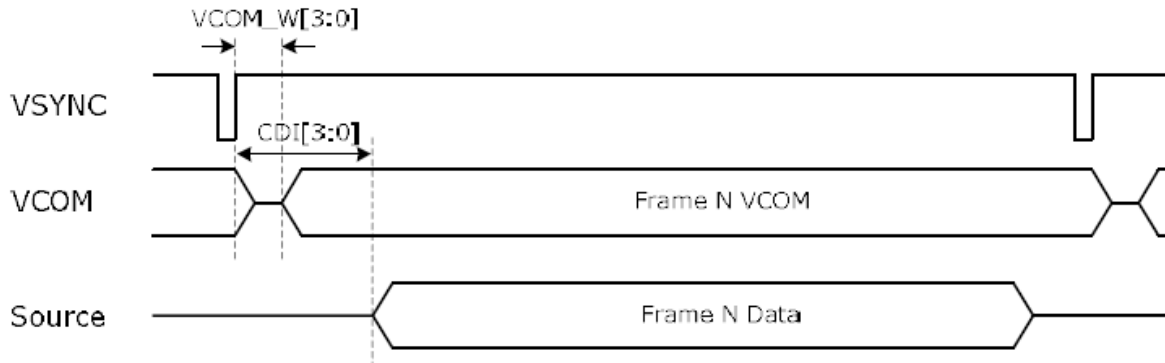 VCOM_W[3:0]
VSYNC
CDI[3:0]
VCOM
Frame N VCOM
Source
Frame N Data